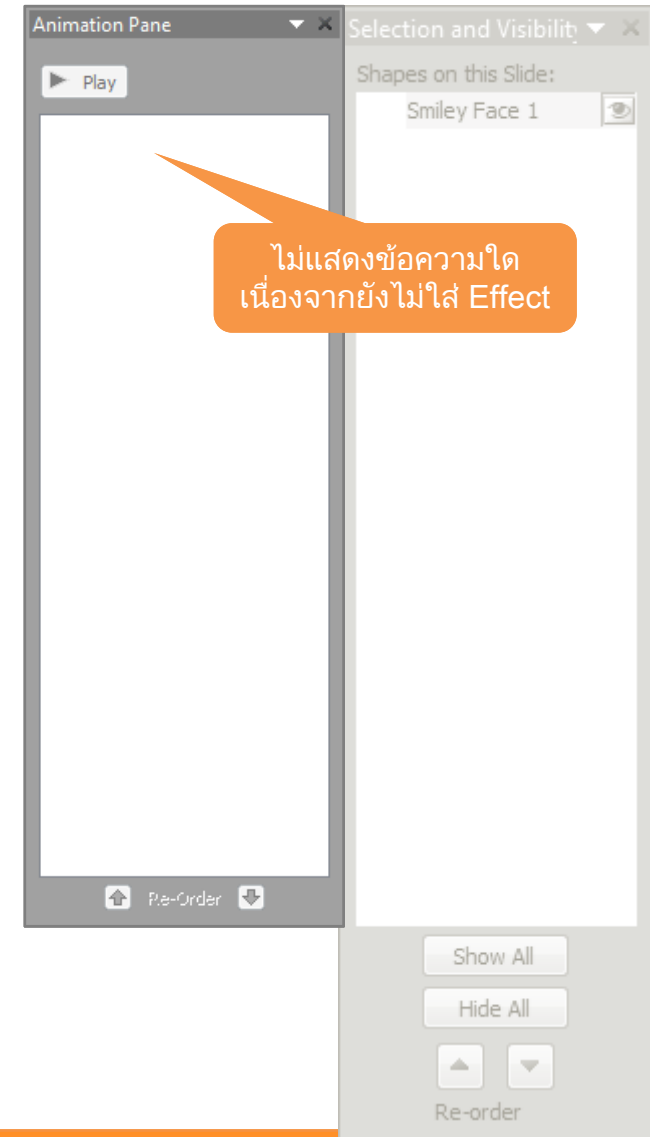 Animation Pane
Play
ไม่แสดงข้อความใด
เนื่องจากยังไม่ใส่ Effect
Re-Order
Selection and Visibility
Shapes on this Slide:
Smiley Face 1
Show All
Hide All
Re-order